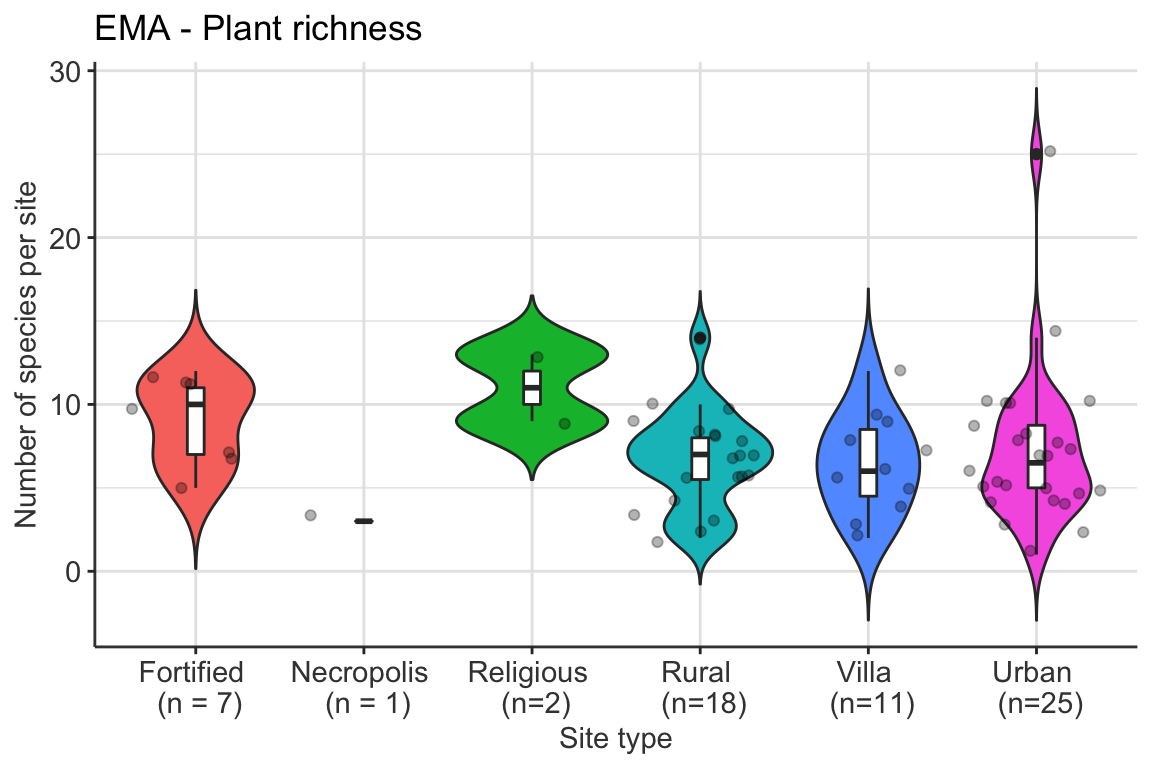 EMA - Plant richness
30
20
10
0
Number of species per site
Fortified Necropolis Religious Rural Villa Urban
(n = 7) (n = 1) (n=2) (n=18) (n=11) (n=25)
Site type